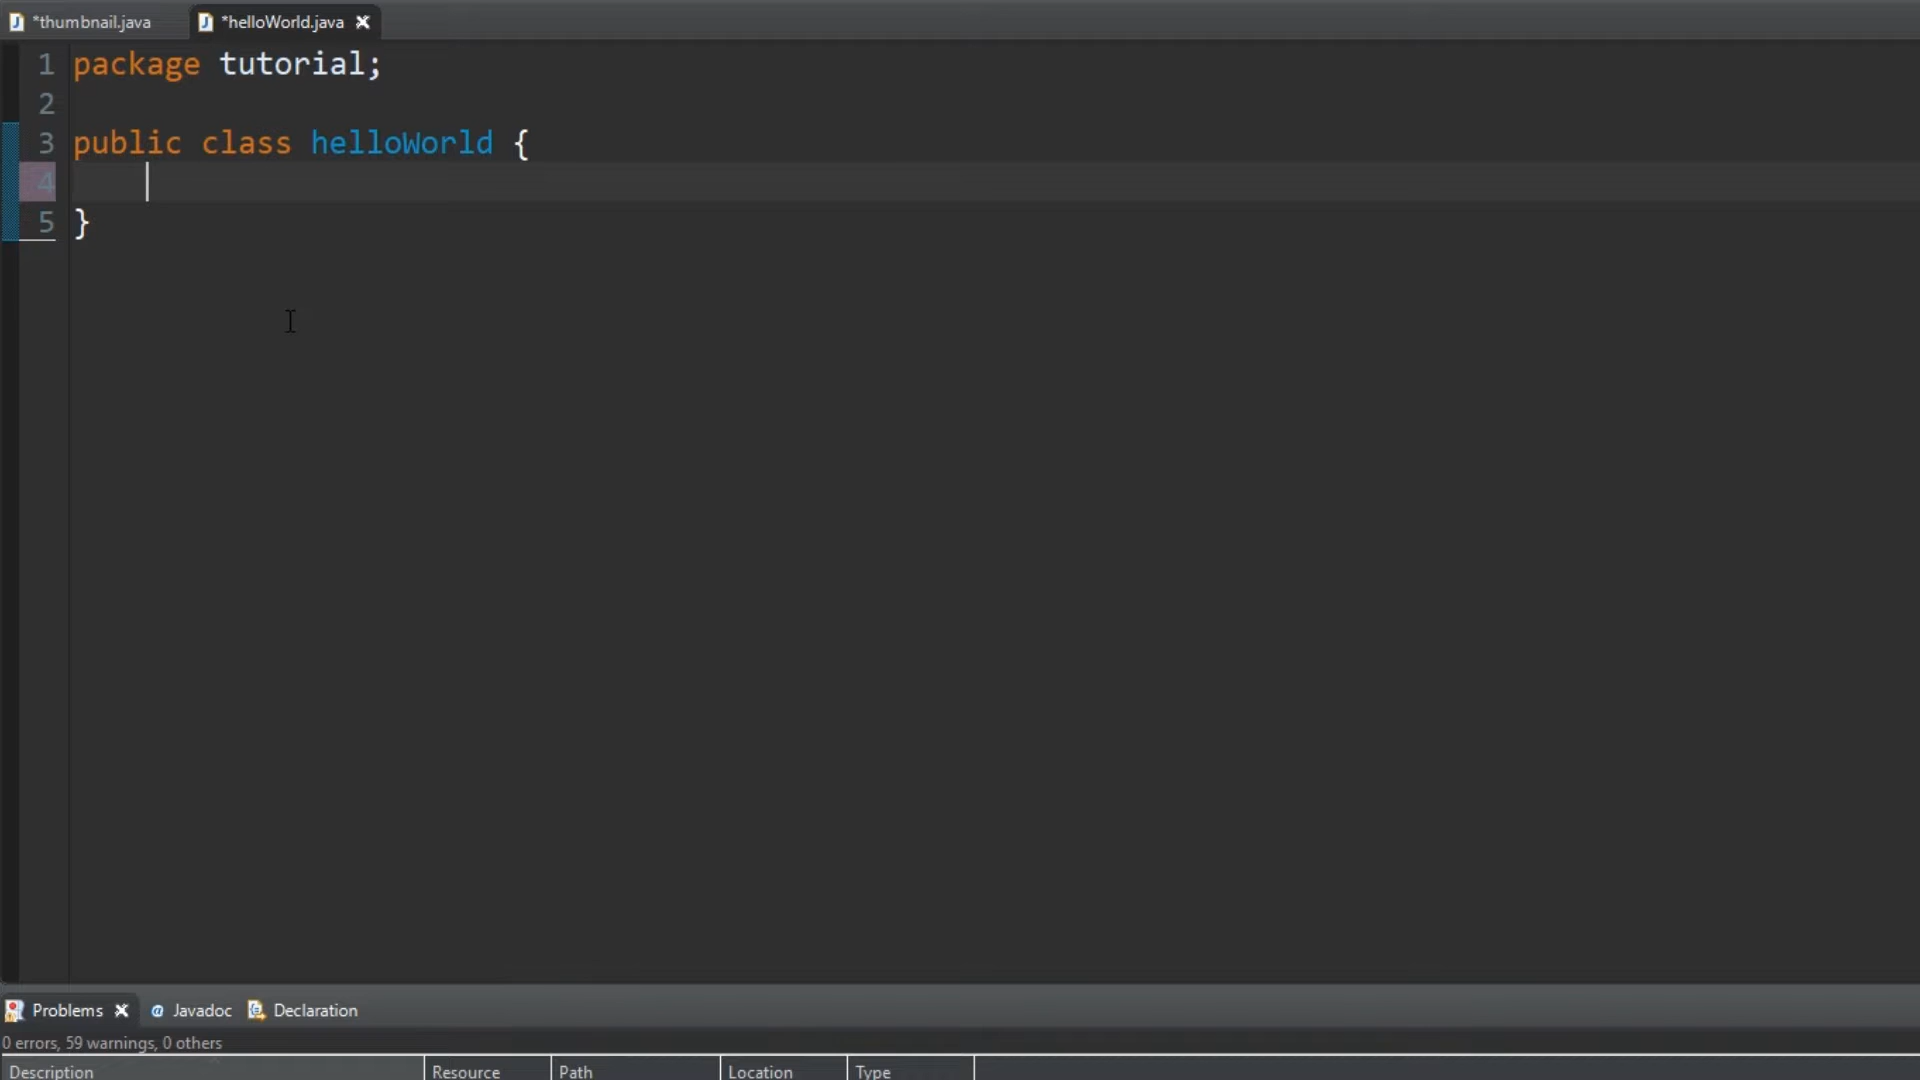 *thumbnail.java *helloWorld.java
1 package tutorial;
2
3 public class helloWorld {
4
5 }
Problems @ Javadoc Declaration
0 errors, 59 warnings, 0 others
Description Resource Path Location Type